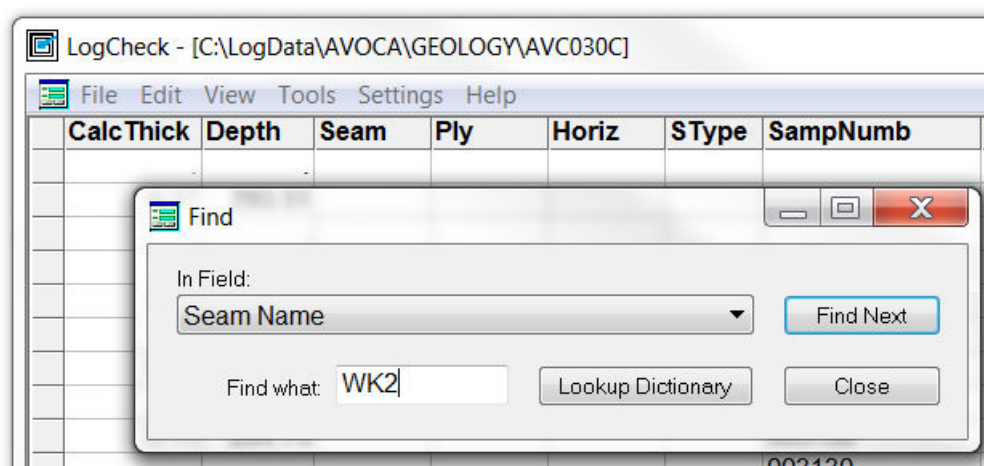 LogCheck - [C:\LogData\AVOCA\GEOLOGY\AVC030C]
File Edit View Tools Settings Help
CalcThick Depth Seam Ply Horiz SType SampNumb
Find
In Field:
Seam Name
Find Next
Find what: WK2 Lookup Dictionary Close